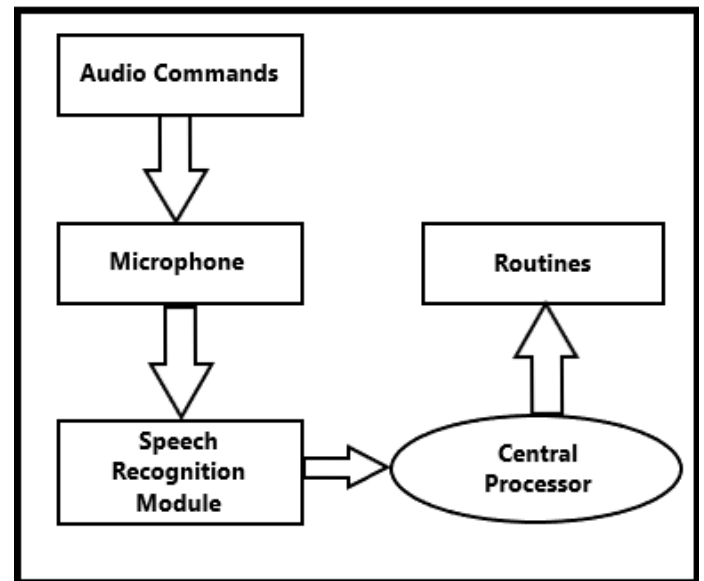 Audio Commands
Microphone
Routines
Speech
Recognition
Module
Central
Processor